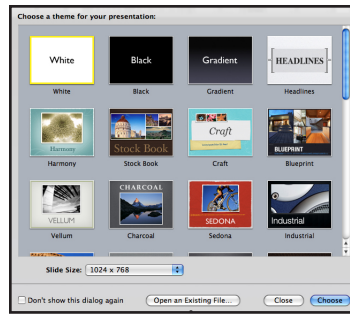 Choose a theme for your presentation:
White
Black
Gradient
HEADLINES
White
Black
Gradient
Headlines
Harmony
Stock Book
Craft
BLUEPRINT
Harmony
Stock Book
Craft
Blueprint
VELLUM
CHARCOAL
SEDONA
Industrial
Vellum
Charcoal
Sedona
Industrial
Slide Size: 1024 x 768
Don't show this dialog again
Open an Existing File...
Close
Choose